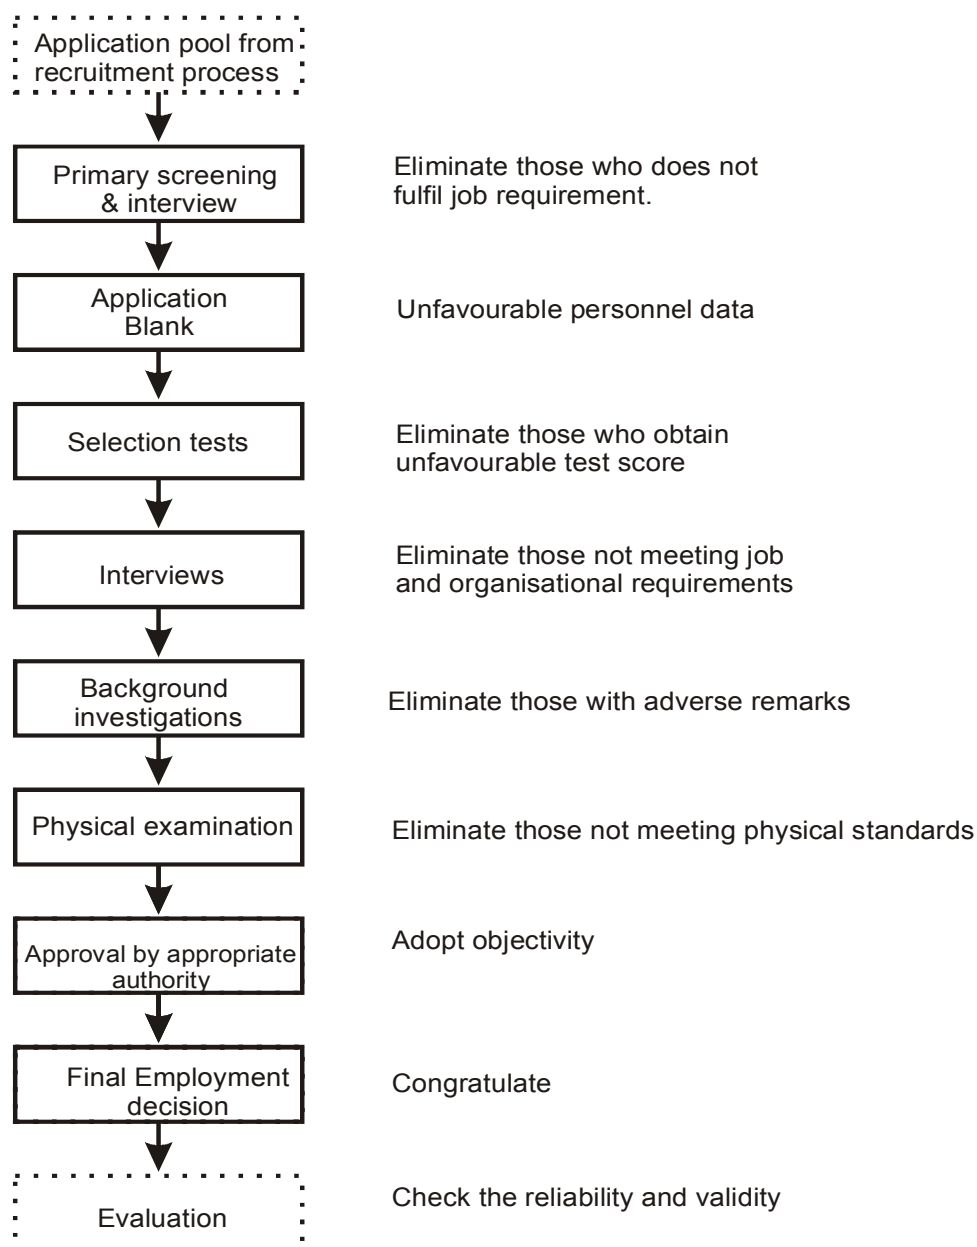 Application pool from
recruitment process
Primary screening
& interview
Eliminate those who does not
fulfil job requirement.
Application
Blank
Unfavourable personnel data
Selection tests
Eliminate those who obtain
unfavourable test score
Interviews
Eliminate those not meeting job
and organisational requirements
Background
investigations
Eliminate those with adverse remarks
Physical examination
Eliminate those not meeting physical standards
Approval by appropriate
authority
Adopt objectivity
Final Employment
decision
Congratulate
Evaluation
Check the reliability and validity